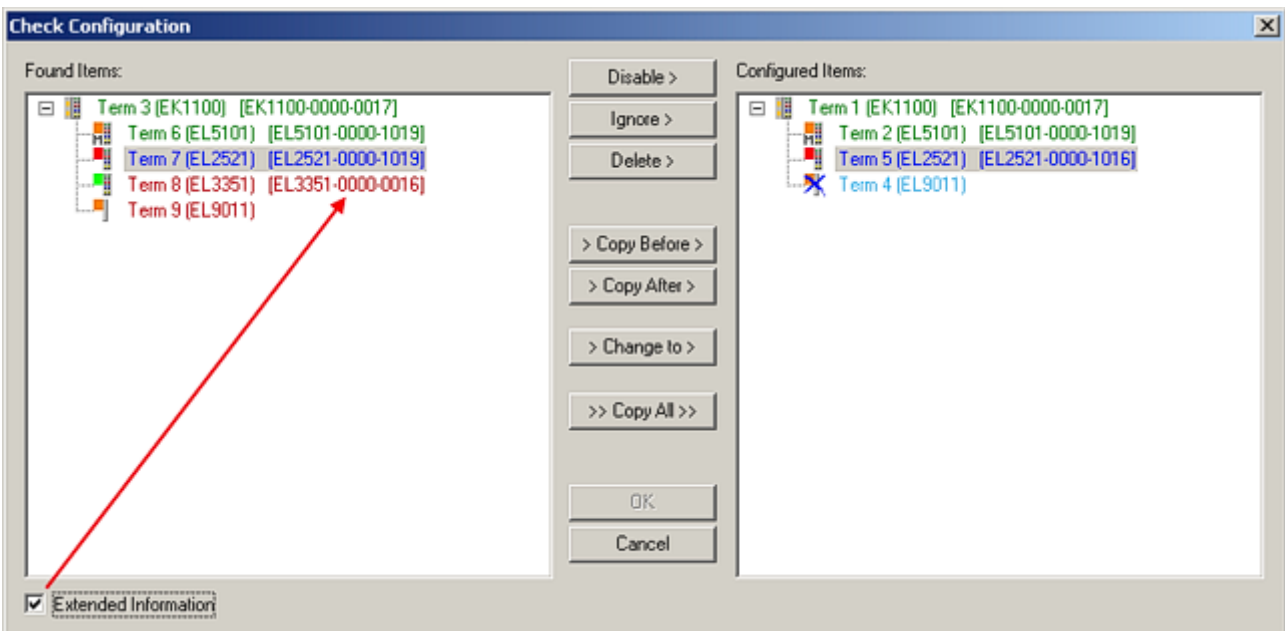 Check Configuration
Found Items:
Term 3 (EK1100) [EK1100-0000-0017]
Term 6 (EL5101) [EL5101-0000-1019]
Term 7 (EL2521) [EL2521-0000-1019]
Term 8 (EL3351) [EL3351-0000-0016]
Term 9 (EL9011)
Extended Information
Disable >
Ignore >
Delete >
> Copy Before >
> Copy After >
> Change to >
>> Copy All >>
OK
Cancel
Configured Items:
Term 1 (EK1100) [EK1100-0000-0017]
Term 2 (EL5101) [EL5101-0000-1019]
Term 5 (EL2521) [EL2521-0000-1016]
Term 4 (EL9011)